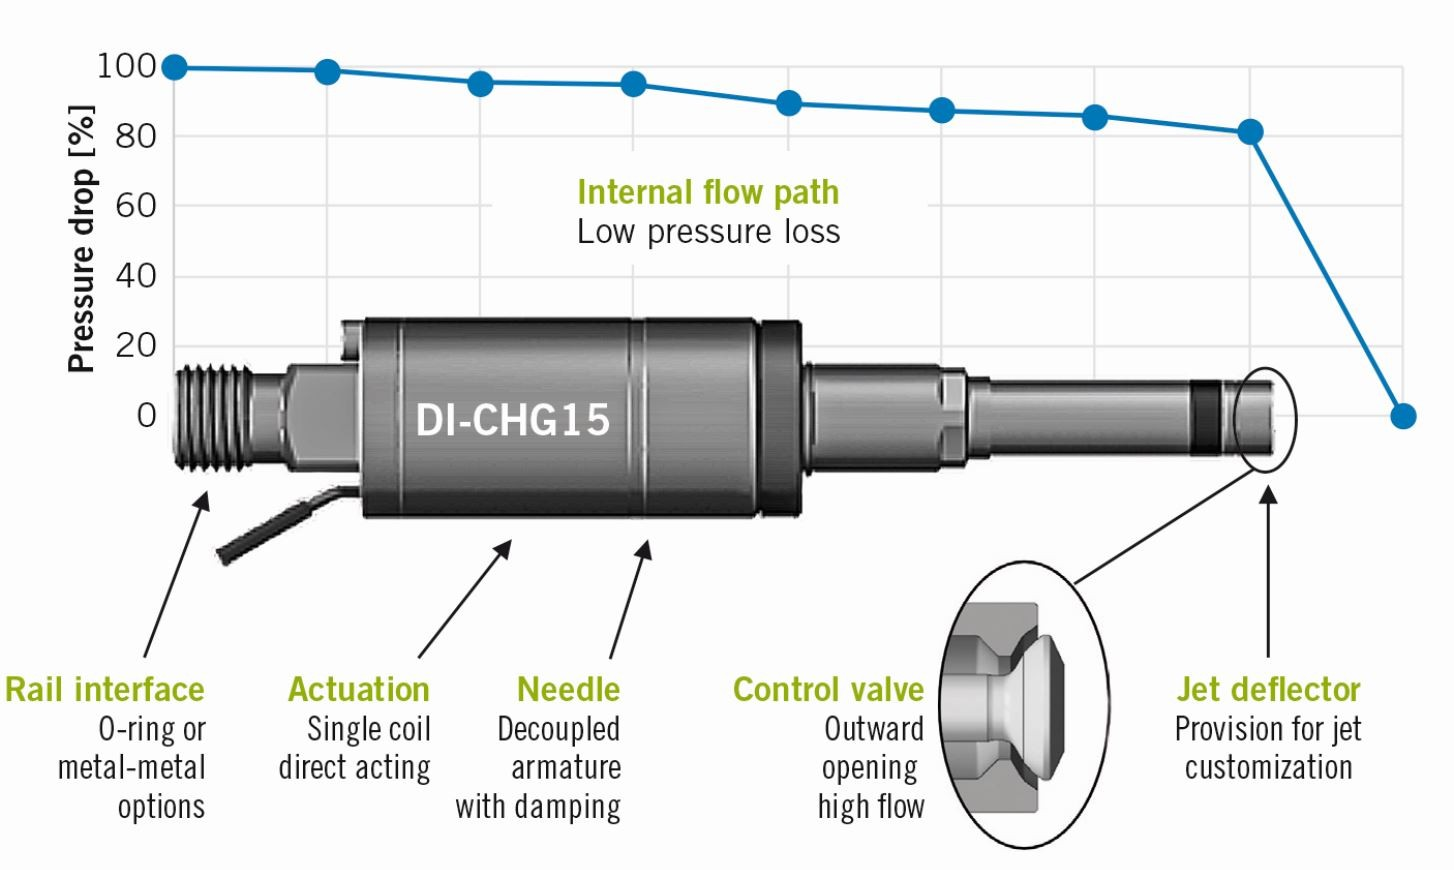 100
80
60
40
20
0
Pressure drop [%]
Internal flow path
Low pressure loss
DI-CHG15
Rail interface
O-ring or
metal-metal
options
Actuation
Single coil
direct acting
Needle
Decoupled
armature
with damping
Control valve
Outward
opening
high flow
Jet deflector
Provision for jet
customization